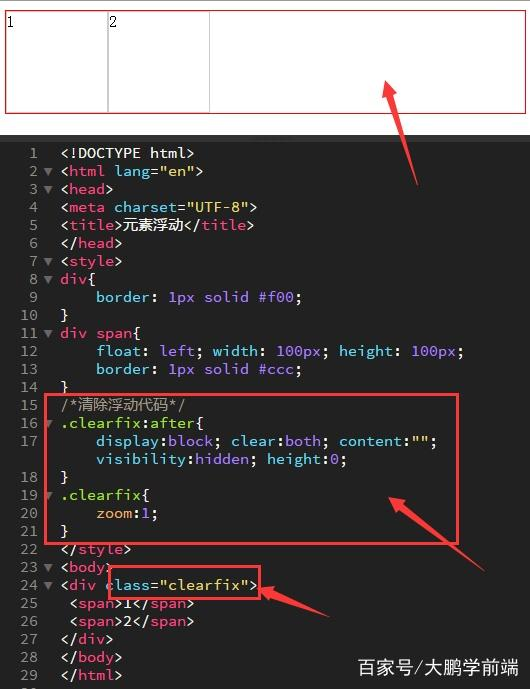 1 2
1 <!DOCTYPE html>
2 <html lang="en">
3 <head>
4 <meta charset="UTF-8">
5 <title>元素浮动</title>
6 </head>
7 <style>
8 div{
9 border: 1px solid #f00;
10 }
11 div span{
12 float: left; width: 100px; height: 100px;
13 border: 1px solid #ccc;
14 }
15 /*清除浮动代码*/
16 .clearfix:after{
17 display:block; clear:both; content:"";
visibility:hidden; height:0;
18 }
19 .clearfix{
20 zoom:1;
21 }
22 </style>
23 <body>
24 <div class="clearfix">
25 <span>1</span>
26 <span>2</span>
27 </div>
28 </body>
29 </html>
百家号/大鹏学前端